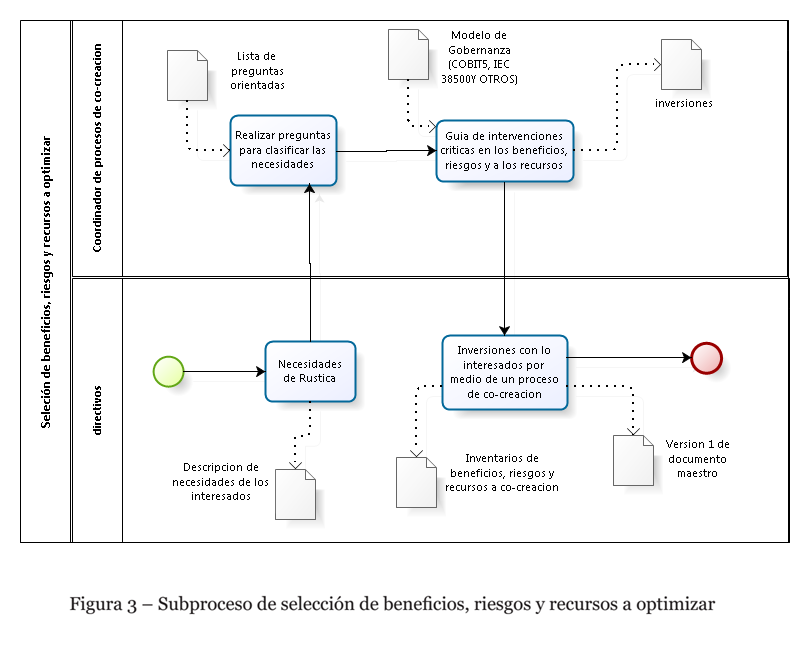 Seleción de beneficios, riesgos y recursos a optimizar
Coordinador de procesos de co-creacion
Lista de
preguntas
orientadas
Modelo de
Gobernanza
(COBIT5, IEC
38500Y OTROS)
inversiones
Realizar preguntas
para clasificar las
necesidades
Guia de intervenciones
criticas en los beneficios,
riesgos y a los recursos
directivos
Necesidades
de Rustica
Inversiones con lo
interesados por
medio de un proceso
de co-creacion
Descripcion de
necesidades de los
interesados
Inventarios de
beneficios, riesgos y
recursos a co-creacion
Version 1 de
documento
maestro
Figura 3 – Subproceso de selección de beneficios, riesgos y recursos a optimizar